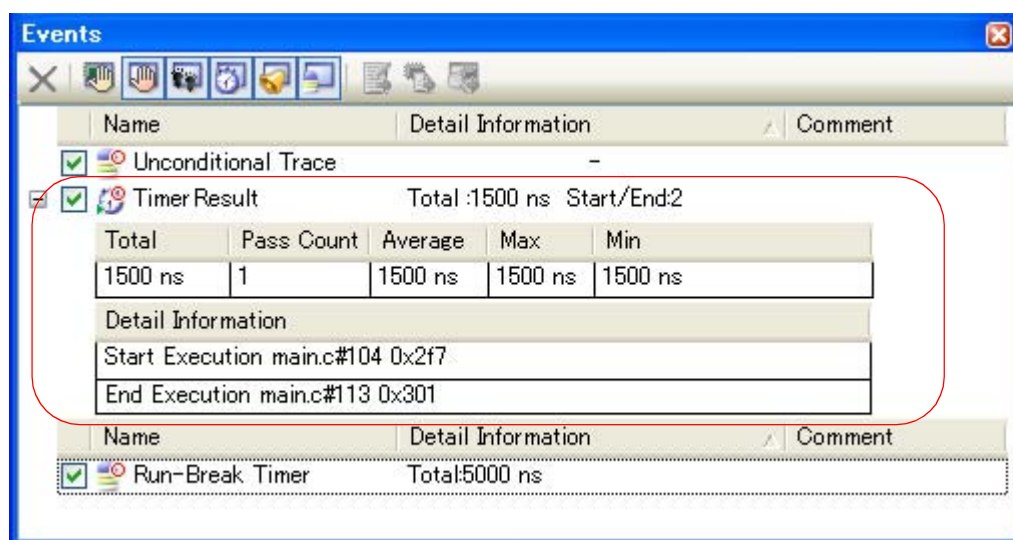 Events
Name Detail Information Comment
Unconditional Trace -
Timer Result Total :1500 ns Start/End:2
Total Pass Count Average Max Min
1500 ns 1 1500 ns 1500 ns 1500 ns
Detail Information
Start Execution main.c#104 0x2f7
End Execution main.c#113 0x301
Name Detail Information Comment
Run-Break Timer Total:5000 ns